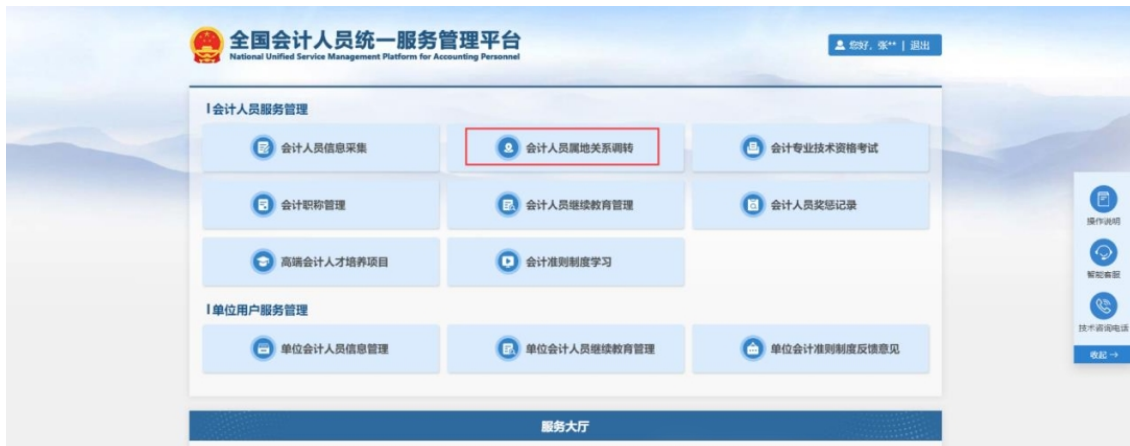 全国会计人员统一服务管理平台
National Unified Service Management Platform for Accounting Personnel
您好，张** | 退出
会计人员服务管理
会计人员信息采集
会计人员属地关系调转
会计专业技术资格考试
会计职称管理
会计人员继续教育管理
会计人员奖惩记录
高端会计人才培养项目
会计准则制度学习
单位用户服务管理
单位会计人员信息管理
单位会计人员继续教育管理
单位会计准则制度反馈意见
服务大厅
操作说明
智能客服
技术咨询电话
收起 →